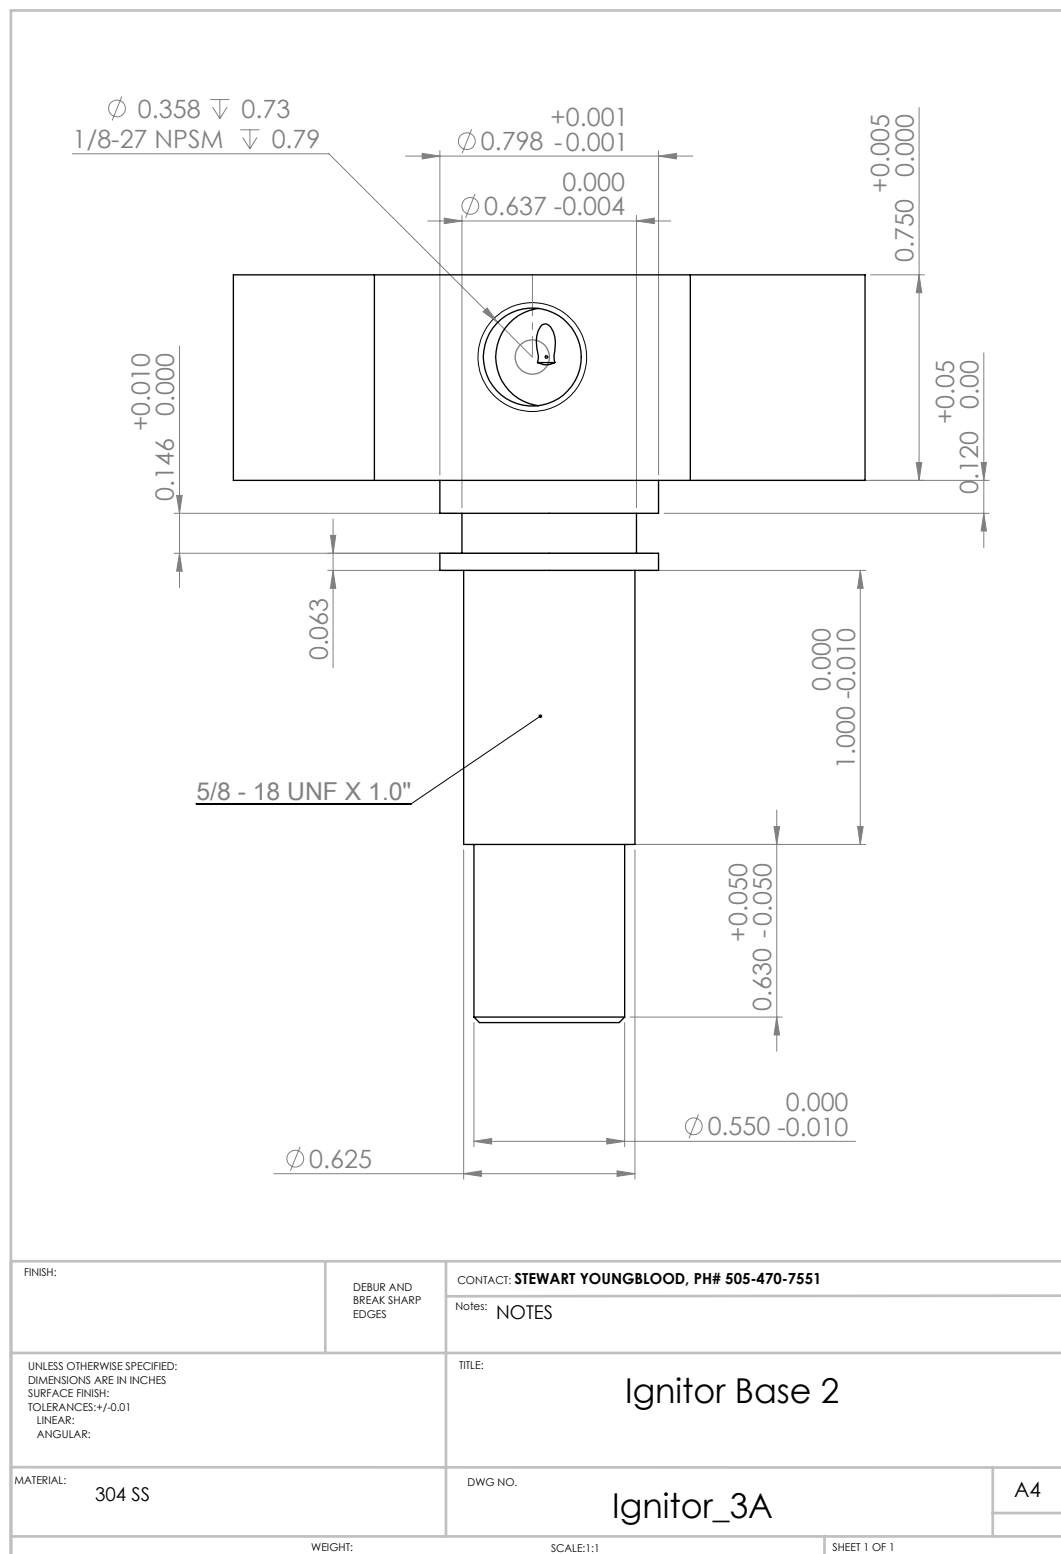 ∅ 0.358 ↧ 0.73
1/8-27 NPSM ↧ 0.79
+0.001
∅0.798 -0.001
0.000
∅0.637 -0.004
+0.005
0.750 0.000
+0.010
0.146 0.000
+0.05
0.120 0.00
0.063
0.000
1.000 -0.010
5/8 - 18 UNF X 1.0"
+0.050
0.630 -0.050
0.000
∅0.550 -0.010
∅0.625
FINISH:
DEBUR AND
BREAK SHARP
EDGES
CONTACT: STEWART YOUNGBLOOD, PH# 505-470-7551
Notes: NOTES
UNLESS OTHERWISE SPECIFIED:
DIMENSIONS ARE IN INCHES
SURFACE FINISH:
TOLERANCES:+/-0.01
LINEAR:
ANGULAR:
TITLE:
Ignitor Base 2
MATERIAL: 304 SS
DWG NO.
Ignitor_3A
A4
WEIGHT:
SCALE:1:1
SHEET 1 OF 1